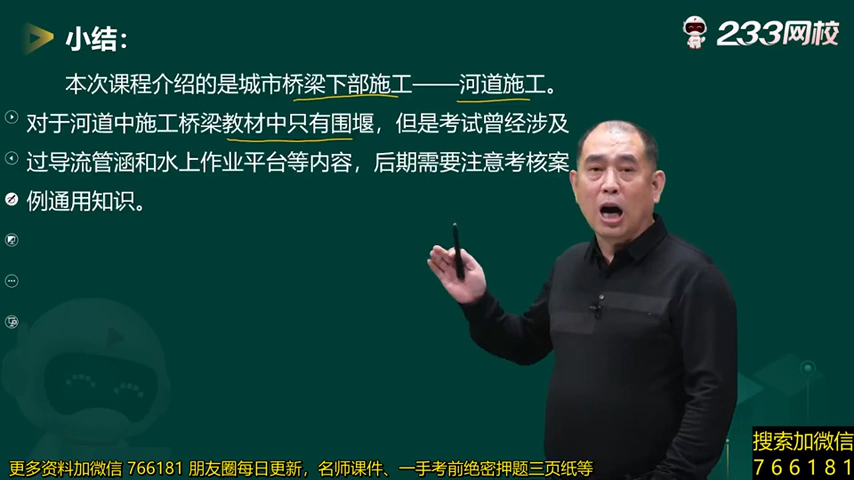 小结：
233网校
本次课程介绍的是城市桥梁下部施工——河道施工。
对于河道中施工桥梁教材中只有围堰，但是考试曾经涉及
过导流管涵和水上作业平台等内容，后期需要注意考核案
例通用知识。
搜索加微信
766181
更多资料加微信 766181 朋友圈每日更新，名师课件、一手考前绝密押题三页纸等